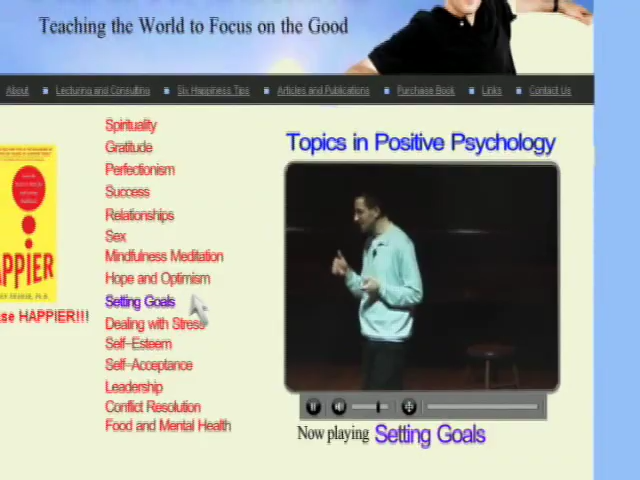 Teaching the World to Focus on the Good
About Lecturing and Consulting Six Happiness Tips Articles and Publications Purchase Book Links Contact Us
Spirituality
Gratitude
Perfectionism
Success
Relationships
Sex
Mindfulness Meditation
Hope and Optimism
Setting Goals
Dealing with Stress
Self-Esteem
Self-Acceptance
Leadership
Conflict Resolution
Food and Mental Health
APPIER
se HAPPIER!!!
Topics in Positive Psychology
Now playing Setting Goals